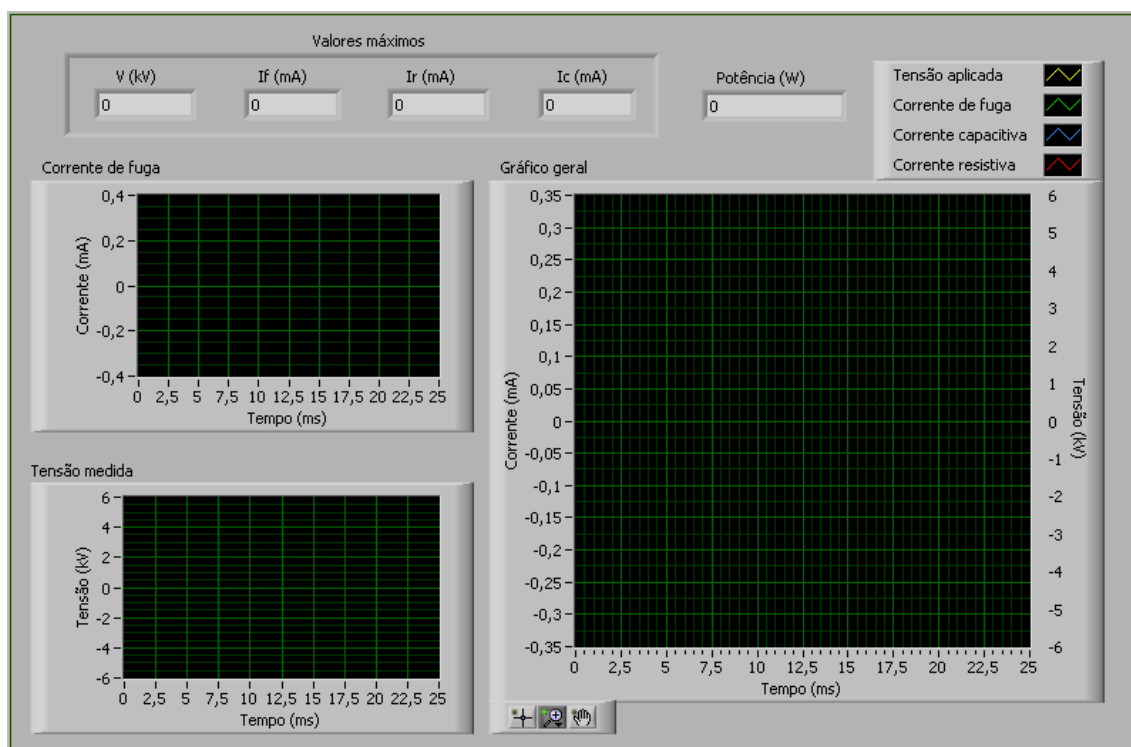 Valores máximos
V (kV) If (mA) Ir (mA) Ic (mA) Potência (W)
0 0 0 0 0
Tensão aplicada
Corrente de fuga
Corrente capacitiva
Corrente resistiva
Corrente de fuga
Corrente (mA)
0,4
0,2
0
-0,2
-0,4
0 2,5 5 7,5 10 12,5 15 17,5 20 22,5 25
Tempo (ms)
Tensão medida
Tensão (kV)
6
4
2
0
-2
-4
-6
0 2,5 5 7,5 10 12,5 15 17,5 20 22,5 25
Tempo (ms)
Gráfico geral
Corrente (mA)
0,35
0,3
0,25
0,2
0,15
0,1
0,05
0
-0,05
-0,1
-0,15
-0,2
-0,25
-0,3
-0,35
0 2,5 5 7,5 10 12,5 15 17,5 20 22,5 25
Tempo (ms)
6
5
4
3
2
1
0
-1
-2
-3
-4
-5
-6
Tensão (kV)